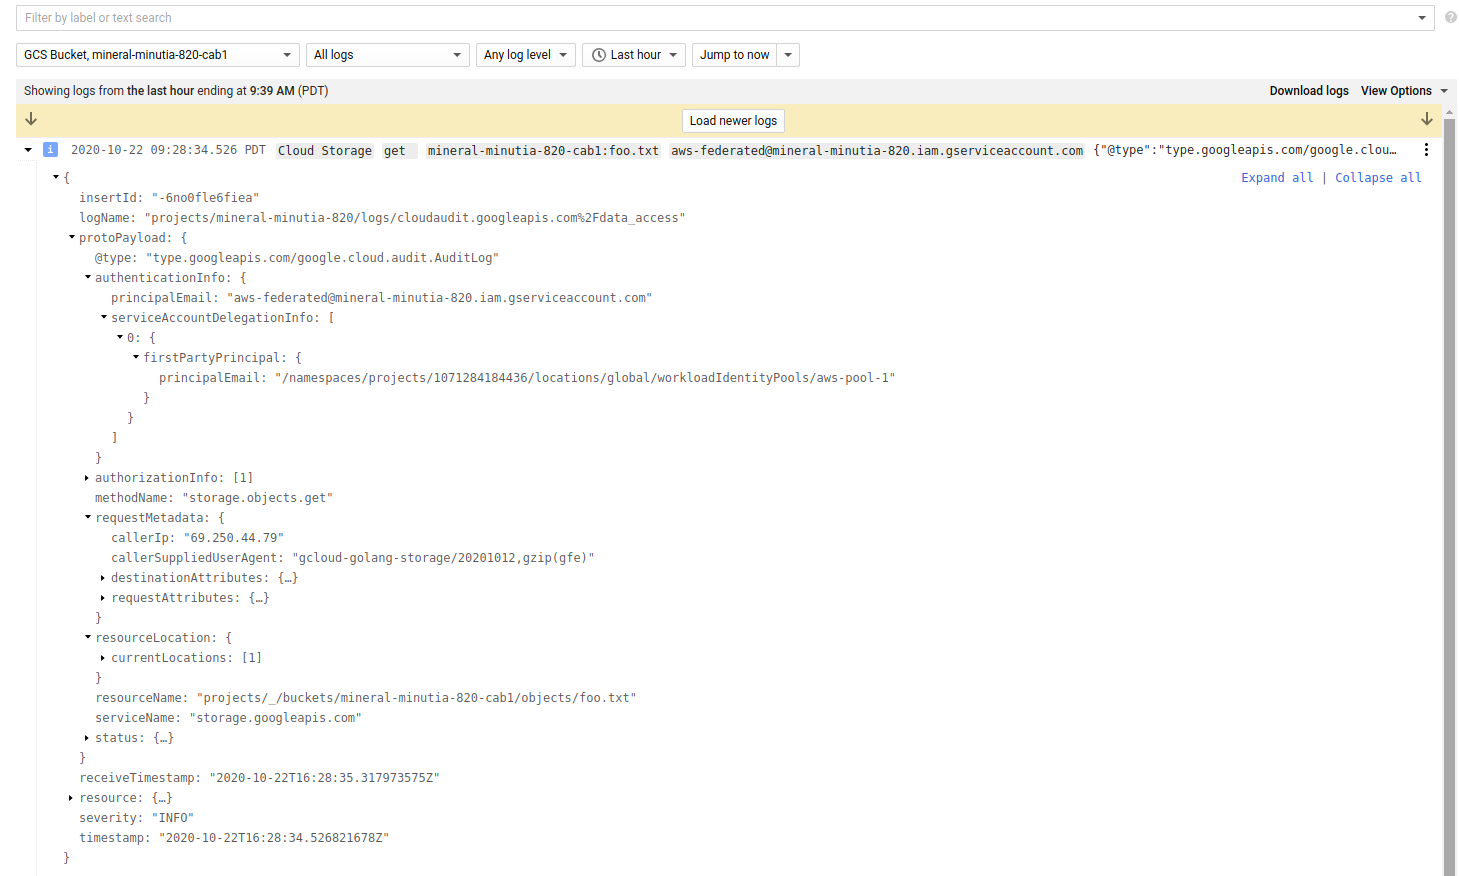 Filter by label or text search
GCS Bucket, mineral-minutia-820-cab1 All logs Any log level Last hour Jump to now
Showing logs from the last hour ending at 9:39 AM (PDT) Download logs View Options
Load newer logs
i 2020-10-22 09:28:34.526 PDT Cloud Storage get mineral-minutia-820-cab1:foo.txt aws-federated@mineral-minutia-820.iam.gserviceaccount.com {"@type":"type.googleapis.com/google.clou…
{ Expand all | Collapse all
insertId: "-6no0fle6fiea"
logName: "projects/mineral-minutia-820/logs/cloudaudit.googleapis.com%2Fdata_access"
protoPayload: {
@type: "type.googleapis.com/google.cloud.audit.AuditLog"
authenticationInfo: {
principalEmail: "aws-federated@mineral-minutia-820.iam.gserviceaccount.com"
serviceAccountDelegationInfo: [
0: {
firstPartyPrincipal: {
principalEmail: "/namespaces/projects/1071284184436/locations/global/workloadIdentityPools/aws-pool-1"
}
}
]
}
authorizationInfo: [1]
methodName: "storage.objects.get"
requestMetadata: {
callerIp: "69.250.44.79"
callerSuppliedUserAgent: "gcloud-golang-storage/20201012,gzip(gfe)"
destinationAttributes: {…}
requestAttributes: {…}
}
resourceLocation: {
currentLocations: [1]
}
resourceName: "projects/_/buckets/mineral-minutia-820-cab1/objects/foo.txt"
serviceName: "storage.googleapis.com"
status: {…}
}
receiveTimestamp: "2020-10-22T16:28:35.317973575Z"
resource: {…}
severity: "INFO"
timestamp: "2020-10-22T16:28:34.526821678Z"
}